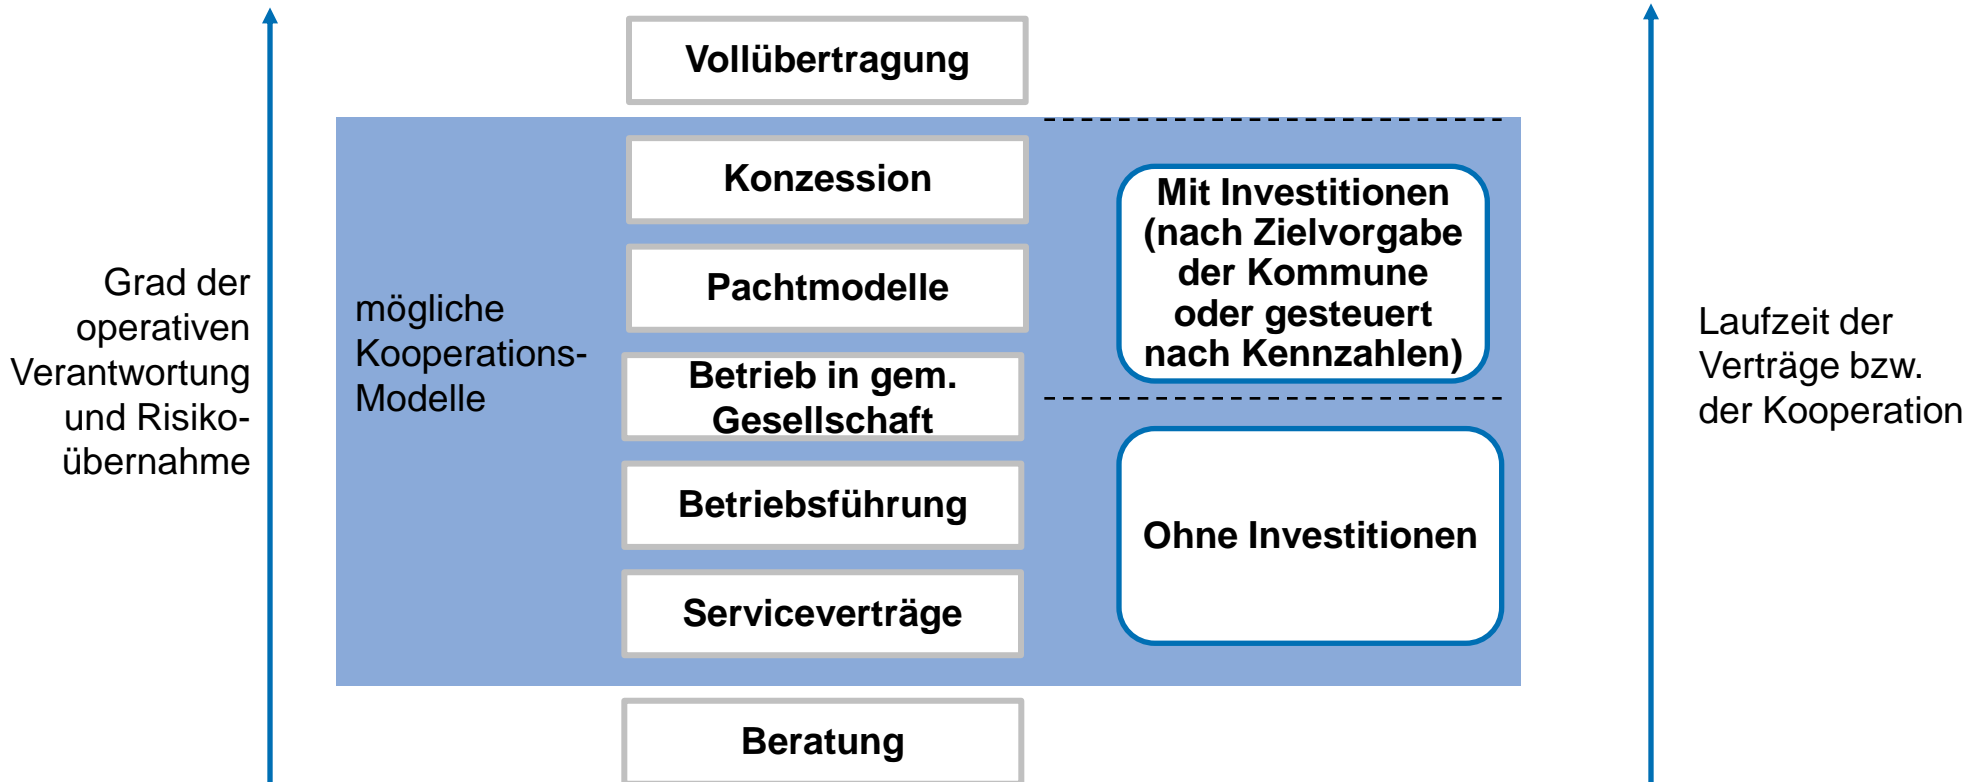 Vollübertragung
Konzession
Pachtmodelle
Betrieb in gem.
Gesellschaft
Betriebsführung
Serviceverträge
Beratung
Grad der
operativen
Verantwortung
und Risiko-
übernahme
mögliche
Kooperations-
Modelle
Mit Investitionen
(nach Zielvorgabe
der Kommune
oder gesteuert
nach Kennzahlen)
Ohne Investitionen
Laufzeit der
Verträge bzw.
der Kooperation